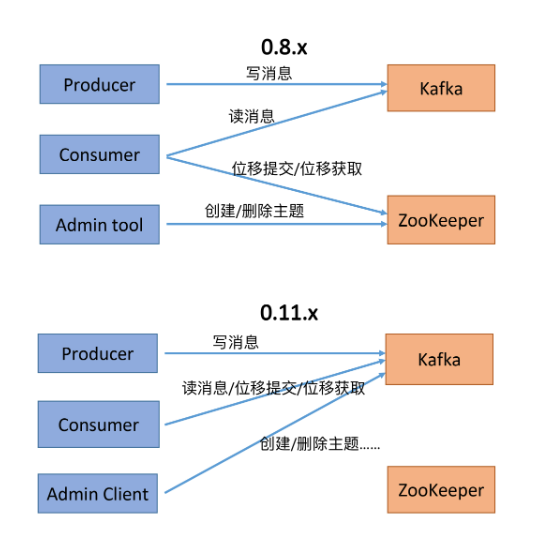 0.8.x
Producer
写消息
Kafka
读消息
Consumer
位移提交/位移获取
Admin tool
创建/删除主题
ZooKeeper
0.11.x
Producer
写消息
Kafka
读消息/位移提交/位移获取
Consumer
创建/删除主题……
Admin Client
ZooKeeper